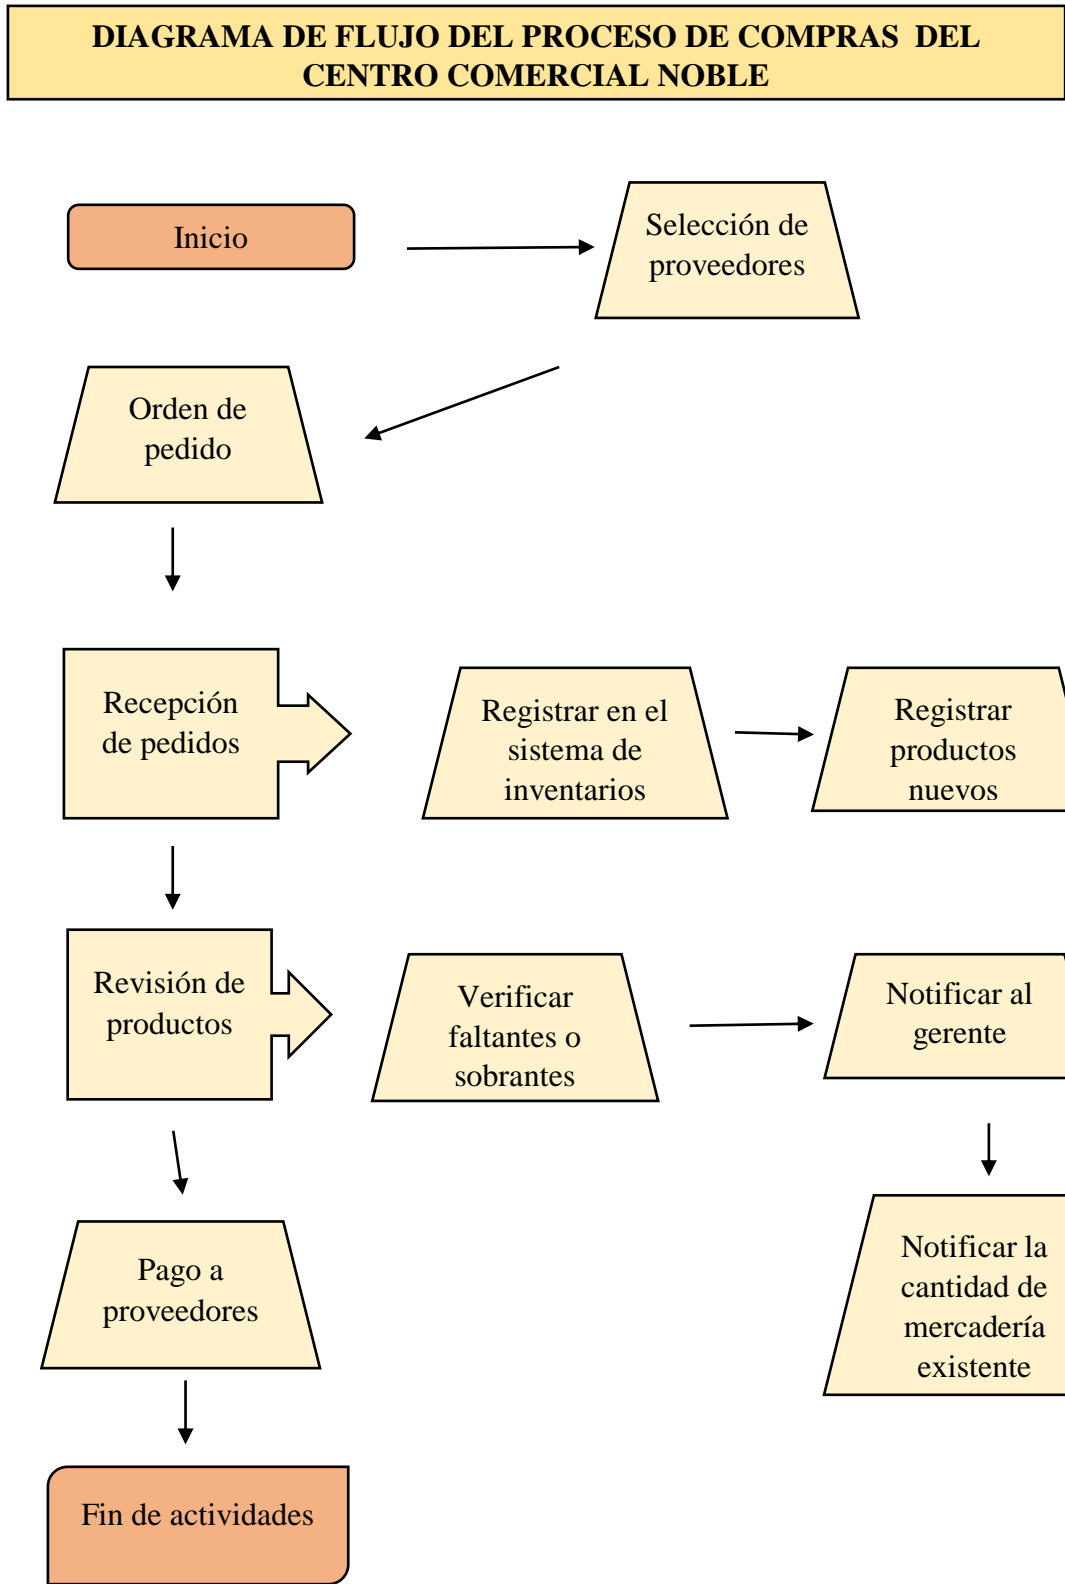 DIAGRAMA DE FLUJO DEL PROCESO DE COMPRAS DEL
CENTRO COMERCIAL NOBLE
Inicio
Selección de
proveedores
Orden de
pedido
Recepción
de pedidos
Registrar en el
sistema de
inventarios
Registrar
productos
nuevos
Revisión de
productos
Verificar
faltantes o
sobrantes
Notificar al
gerente
Pago a
proveedores
Notificar la
cantidad de
mercadería
existente
Fin de actividades